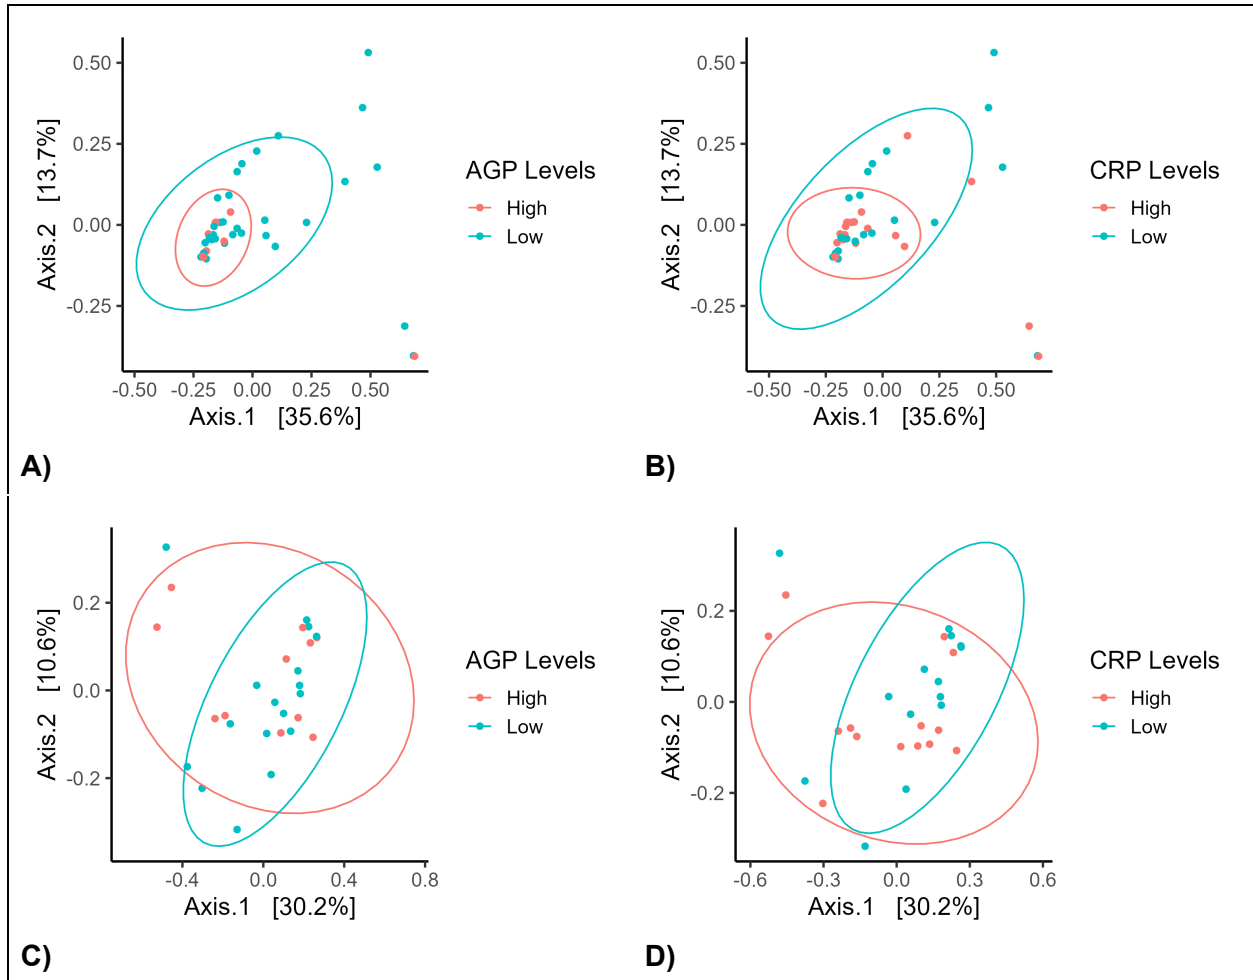 0.50
0.25
0.00
-0.25
Axis.2 [13.7%]
-0.50 -0.25 0.00 0.25 0.50
Axis.1 [35.6%]
AGP Levels
High
Low
A)
0.50
0.25
0.00
-0.25
Axis.2 [13.7%]
-0.50 -0.25 0.00 0.25 0.50
Axis.1 [35.6%]
CRP Levels
High
Low
B)
0.2
0.0
-0.2
Axis.2 [10.6%]
-0.4 0.0 0.4 0.8
Axis.1 [30.2%]
AGP Levels
High
Low
C)
0.2
0.0
-0.2
Axis.2 [10.6%]
-0.6 -0.3 0.0 0.3 0.6
Axis.1 [30.2%]
CRP Levels
High
Low
D)